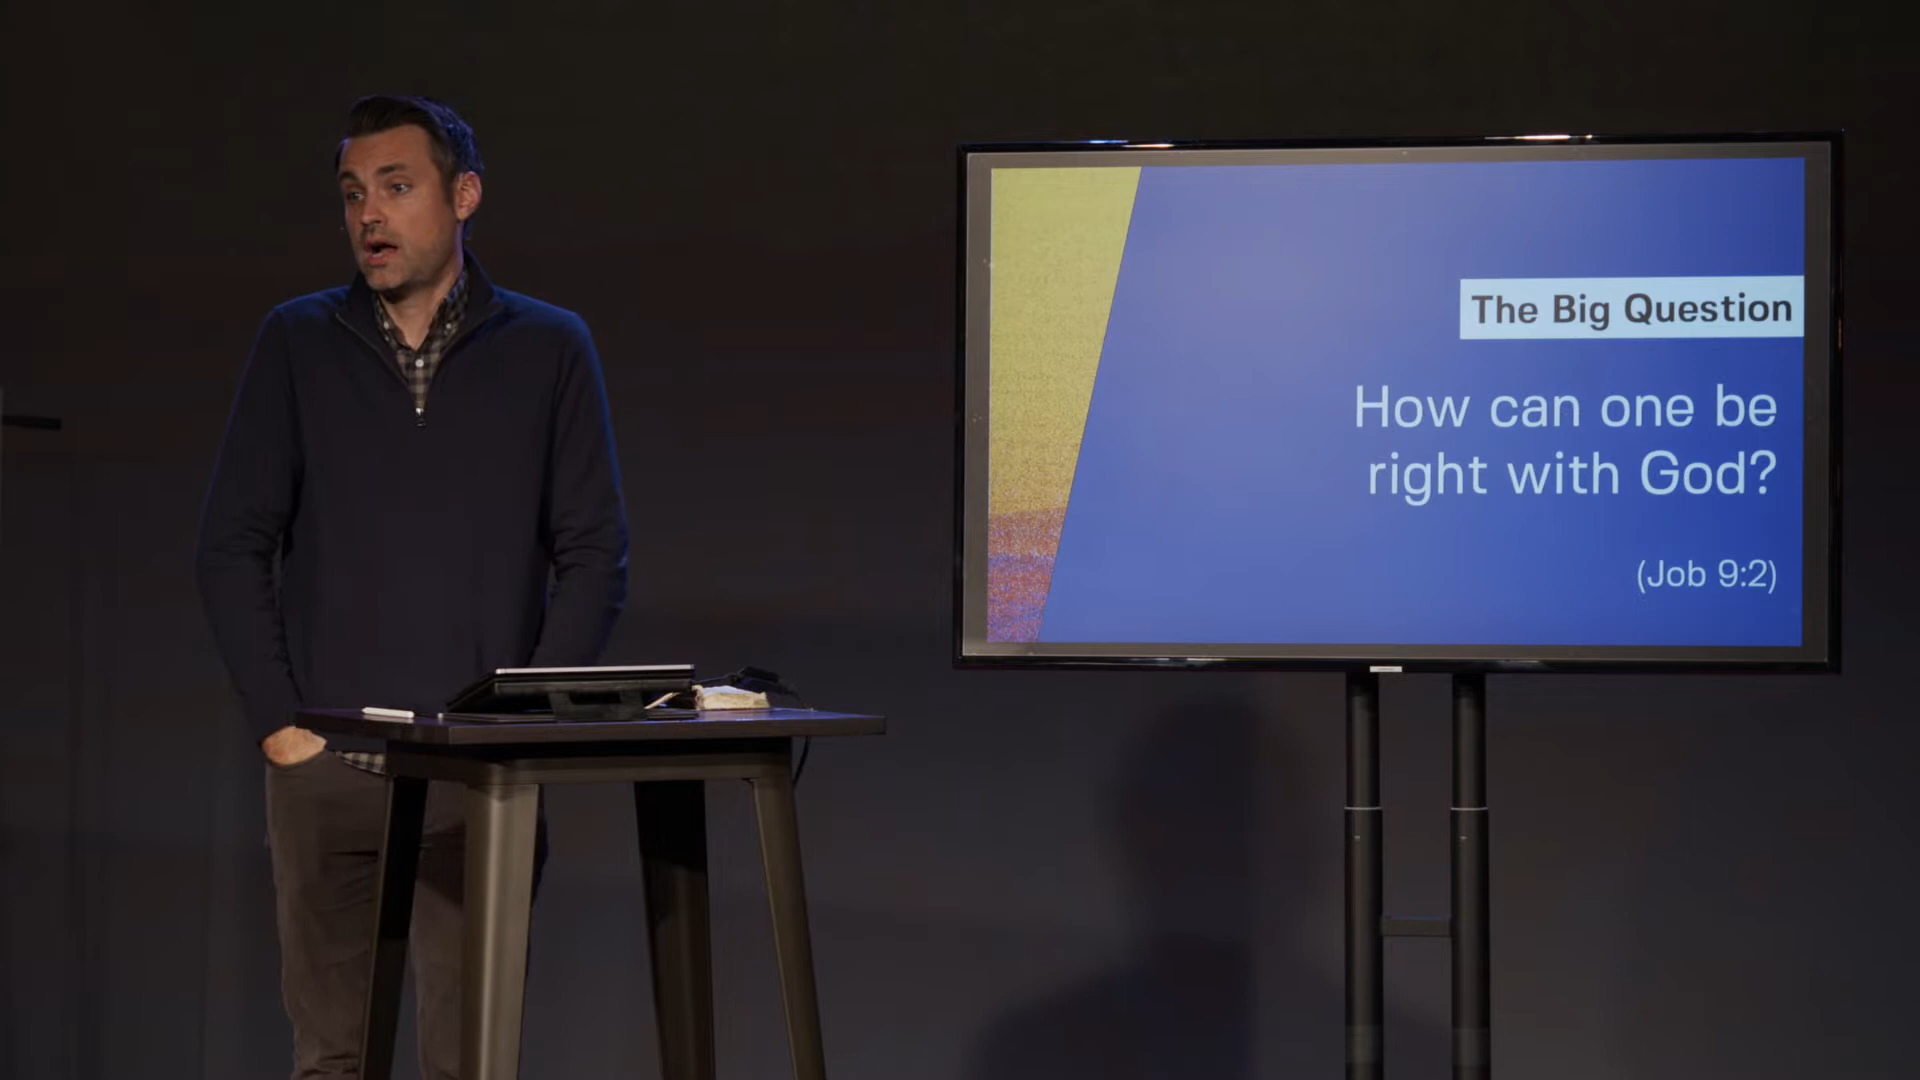 The Big Question
How can one be
right with God?
(Job 9:2)